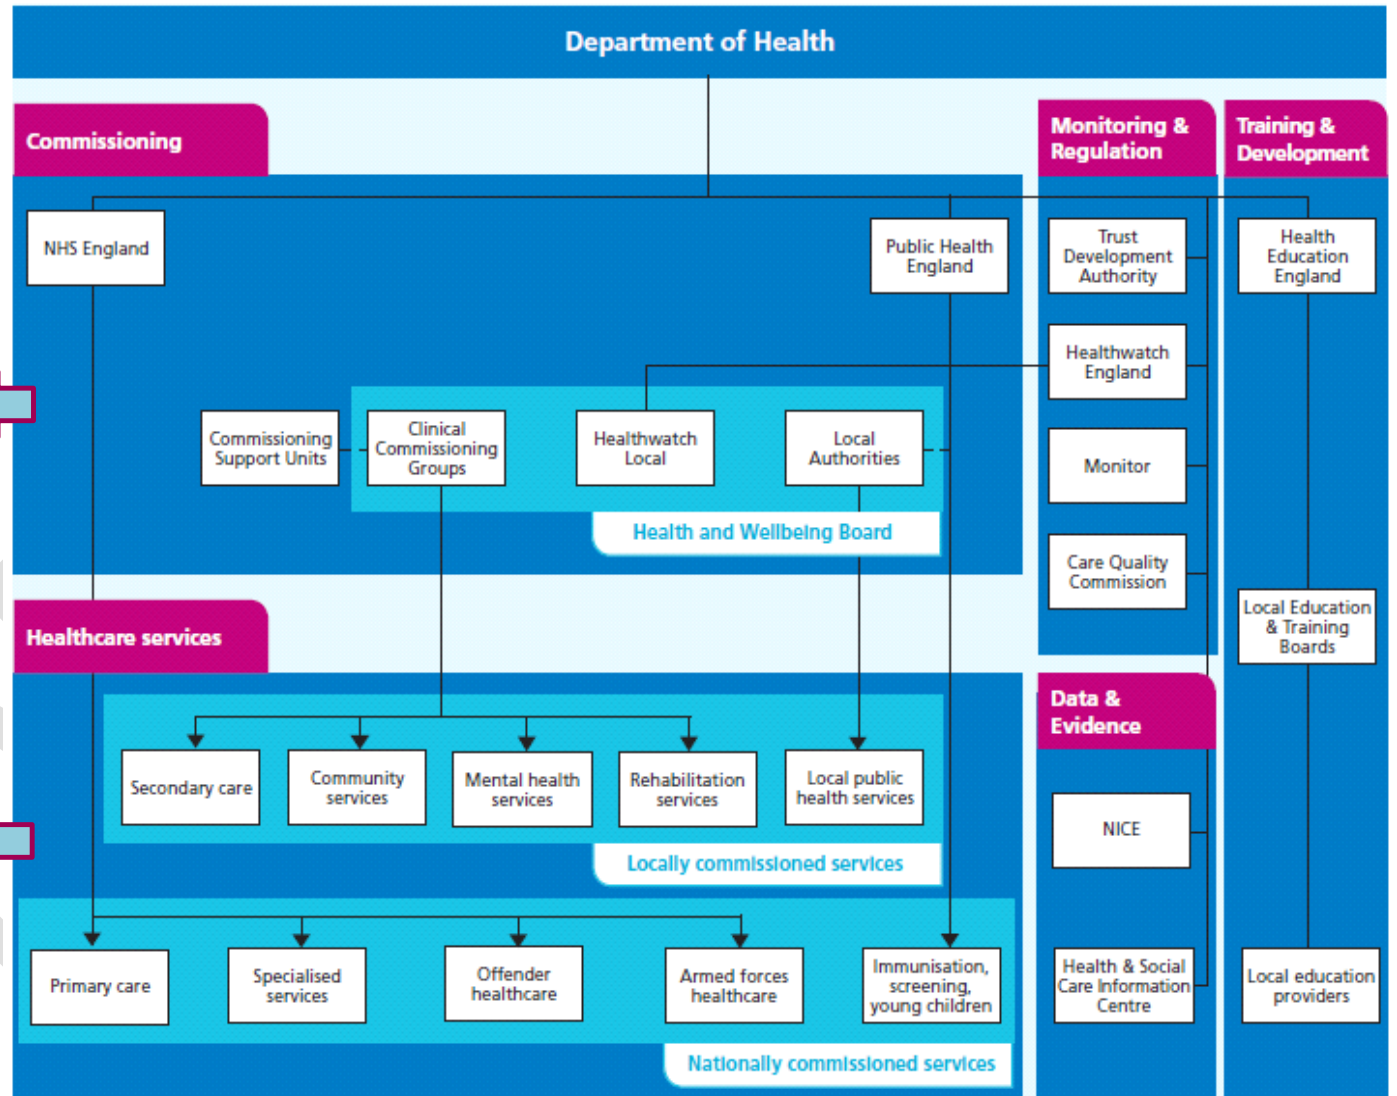 Department of Health
Commissioning
Monitoring &
Regulation
Training &
Development
NHS England
Public Health
England
Trust
Development
Authority
Health
Education
England
Healthwatch
England
Commissioning
Support Units
Clinical
Commissioning
Groups
Healthwatch
Local
Local
Authorities
Monitor
Health and Wellbeing Board
Care Quality
Commission
Local Education
& Training
Boards
Healthcare services
Data &
Evidence
Secondary care
Community
services
Mental health
services
Rehabilitation
services
Local public
health services
NICE
Locally commissioned services
Primary care
Specialised
services
Offender
healthcare
Armed forces
healthcare
Immunisation,
screening,
young children
Health & Social
Care Information
Centre
Local education
providers
Nationally commissioned services